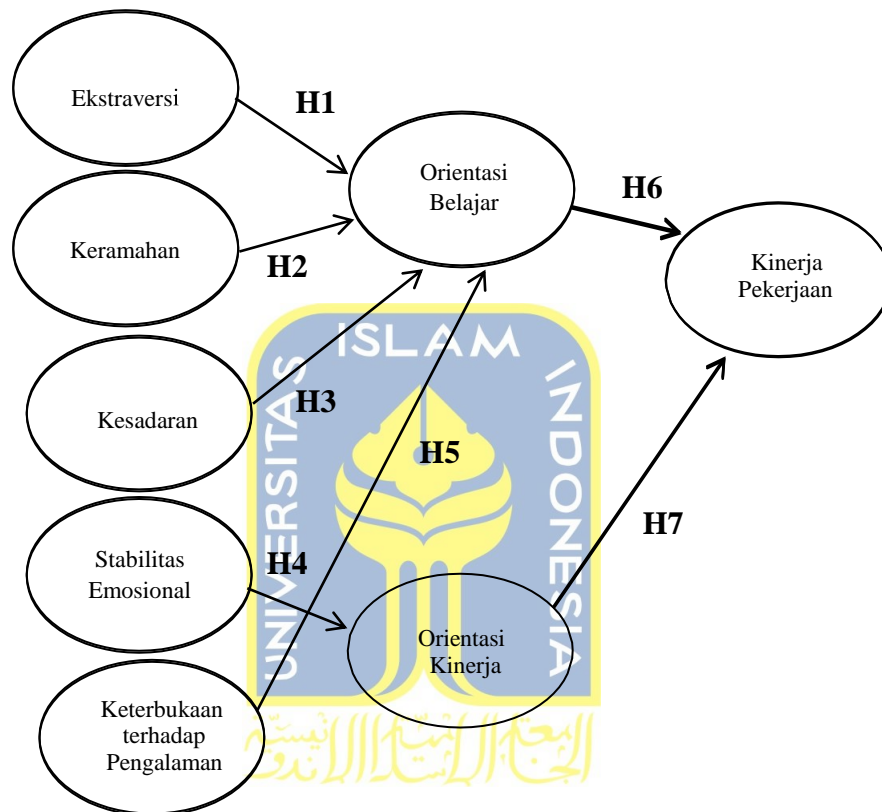 Ekstraversi
H1
Orientasi
Belajar
H6
Keramahan
H2
Kinerja
Pekerjaan
UNIVERSITAS
ISLAM
INDONESIA
Kesadaran
H3
H5
H7
Stabilitas
Emosional
H4
Orientasi
Kinerja
Keterbukaan
terhadap
Pengalaman